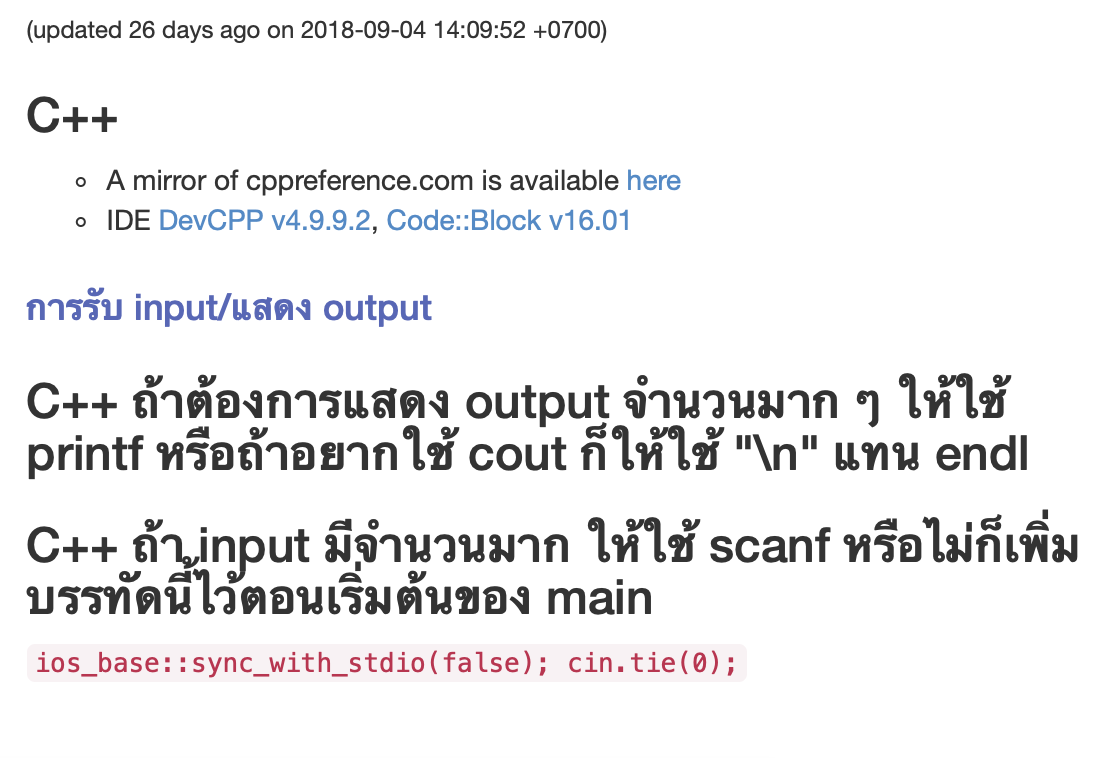 (updated 26 days ago on 2018-09-04 14:09:52 +0700)
C++
A mirror of cppreference.com is available here
IDE DevCPP v4.9.9.2, Code::Block v16.01
การรับ input/แสดง output
C++ ถ้าต้องการแสดง output จำนวนมาก ๆ ให้ใช้
printf หรือถ้าอยากใช้ cout ก็ให้ใช้ "\n" แทน endl
C++ ถ้า input มีจำนวนมาก ให้ใช้ scanf หรือไม่ก็เพิ่ม
บรรทัดนี้ไว้ตอนเริ่มต้นของ main
ios_base::sync_with_stdio(false); cin.tie(0);